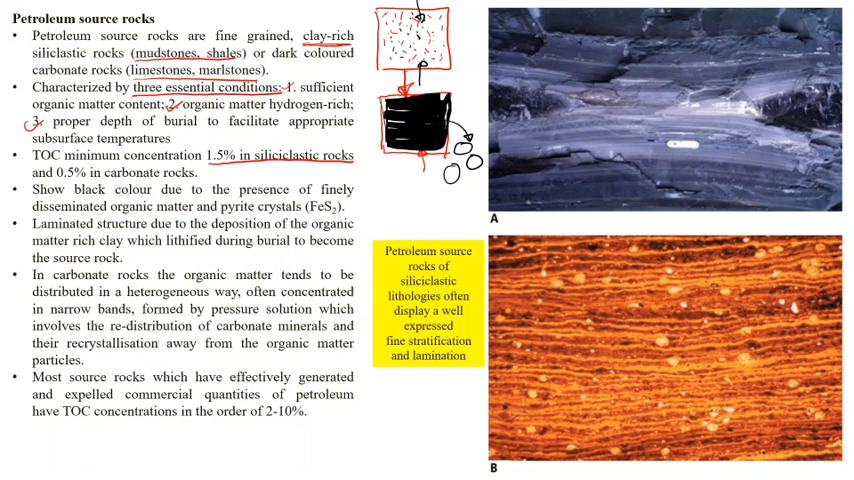 Petroleum source rocks
• Petroleum source rocks are fine grained, clay-rich
siliclastic rocks (mudstones, shales) or dark coloured
carbonate rocks (limestones, marlstones).
• Characterized by three essential conditions: 1. sufficient
organic matter content; 2. organic matter hydrogen-rich;
3. proper depth of burial to facilitate appropriate
subsurface temperatures
• TOC minimum concentration 1.5% in siliciclastic rocks
and 0.5% in carbonate rocks.
• Show black colour due to the presence of finely
disseminated organic matter and pyrite crystals (FeS₂).
• Laminated structure due to the deposition of the organic
matter rich clay which lithified during burial to become
the source rock.
• In carbonate rocks the organic matter tends to be
distributed in a heterogeneous way, often concentrated
in narrow bands, formed by pressure solution which
involves the re-distribution of carbonate minerals and
their recrystallisation away from the organic matter
particles.
• Most source rocks which have effectively generated
and expelled commercial quantities of petroleum
have TOC concentrations in the order of 2-10%.
Petroleum source
rocks of
siliciclastic
lithologies often
display a well
expressed
fine stratification
and lamination
A
B